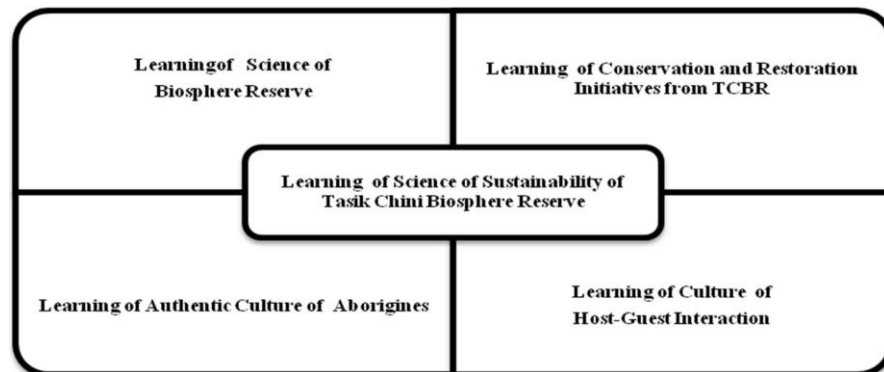 Learningof Science of
Biosphere Reserve
Learning of Conservation and Restoration
Initiatives from TCBR
Learning of Science of Sustainability of
Tasik Chini Biosphere Reserve
Learning of Authentic Culture of Aborigines
Learning of Culture of
Host-Guest Interaction